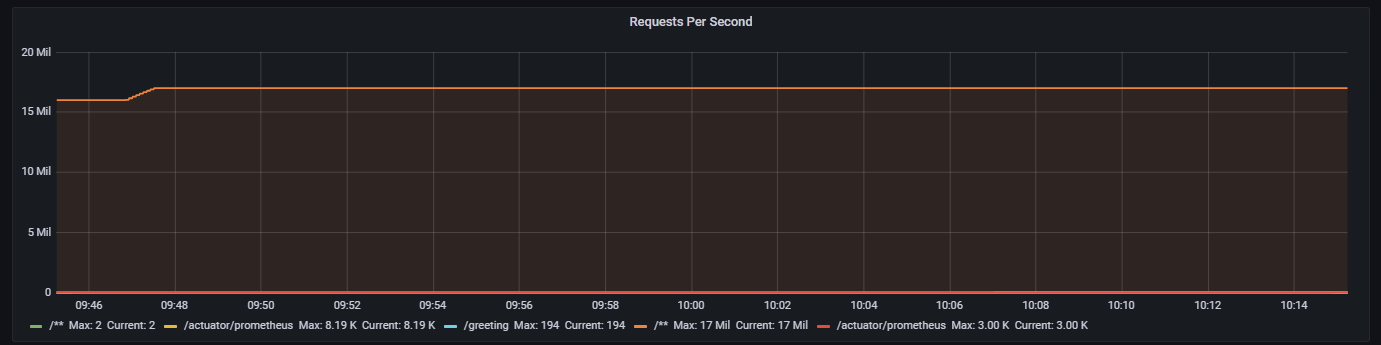 Requests Per Second
20 Mil
15 Mil
10 Mil
5 Mil
0
09:46 09:48 09:50 09:52 09:54 09:56 09:58 10:00 10:02 10:04 10:06 10:08 10:10 10:12 10:14
/** Max: 2 Current: 2 /actuator/prometheus Max: 8.19 K Current: 8.19 K /greeting Max: 194 Current: 194 /** Max: 17 Mil Current: 17 Mil /actuator/prometheus Max: 3.00 K Current: 3.00 K